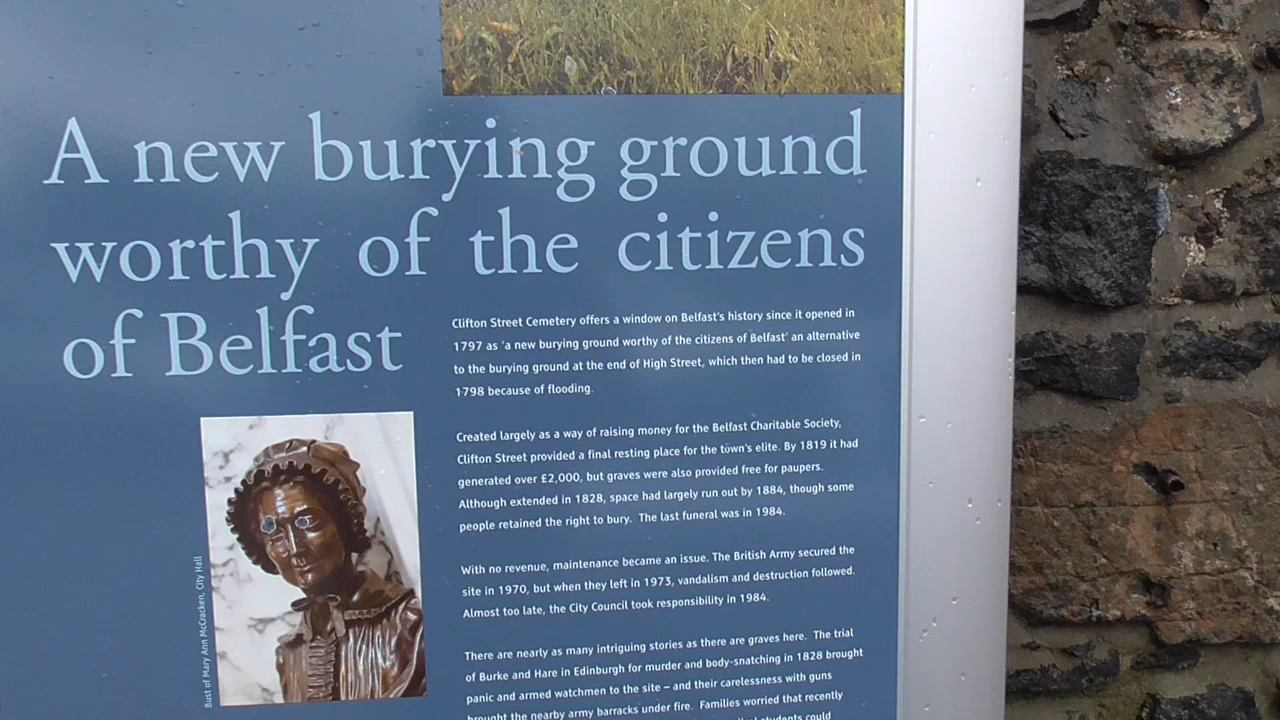 A new burying ground
worthy of the citizens
of Belfast
Clifton Street Cemetery offers a window on Belfast's history since it opened in
1797 as 'a new burying ground worthy of the citizens of Belfast' an alternative
to the burying ground at the end of High Street, which then had to be closed in
1798 because of flooding.
Created largely as a way of raising money for the Belfast Charitable Society,
Clifton Street provided a final resting place for the town's elite. By 1819 it had
generated over £2,000, but graves were also provided free for paupers.
Although extended in 1828, space had largely run out by 1884, though some
people retained the right to bury. The last funeral was in 1984.
With no revenue, maintenance became an issue. The British Army secured the
site in 1970, but when they left in 1973, vandalism and destruction followed.
Almost too late, the City Council took responsibility in 1984.
There are nearly as many intriguing stories as there are graves here. The trial
of Burke and Hare in Edinburgh for murder and body-snatching in 1828 brought
panic and armed watchmen to the site – and their carelessness with guns
brought the nearby army barracks under fire. Families worried that recently
students could
Bust of Mary Ann McCracken, City Hall